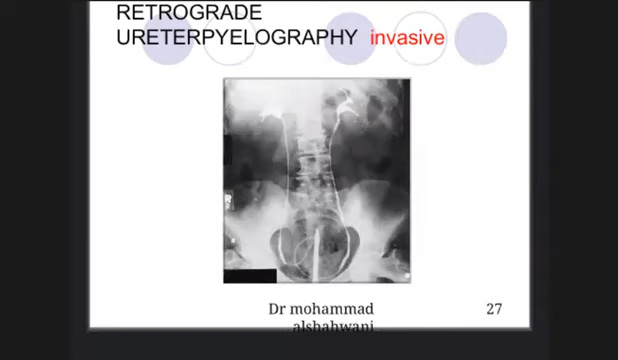 RETROGRADE
URETERPYELOGRAPHY invasive
Dr mohammad
alshahwani
27